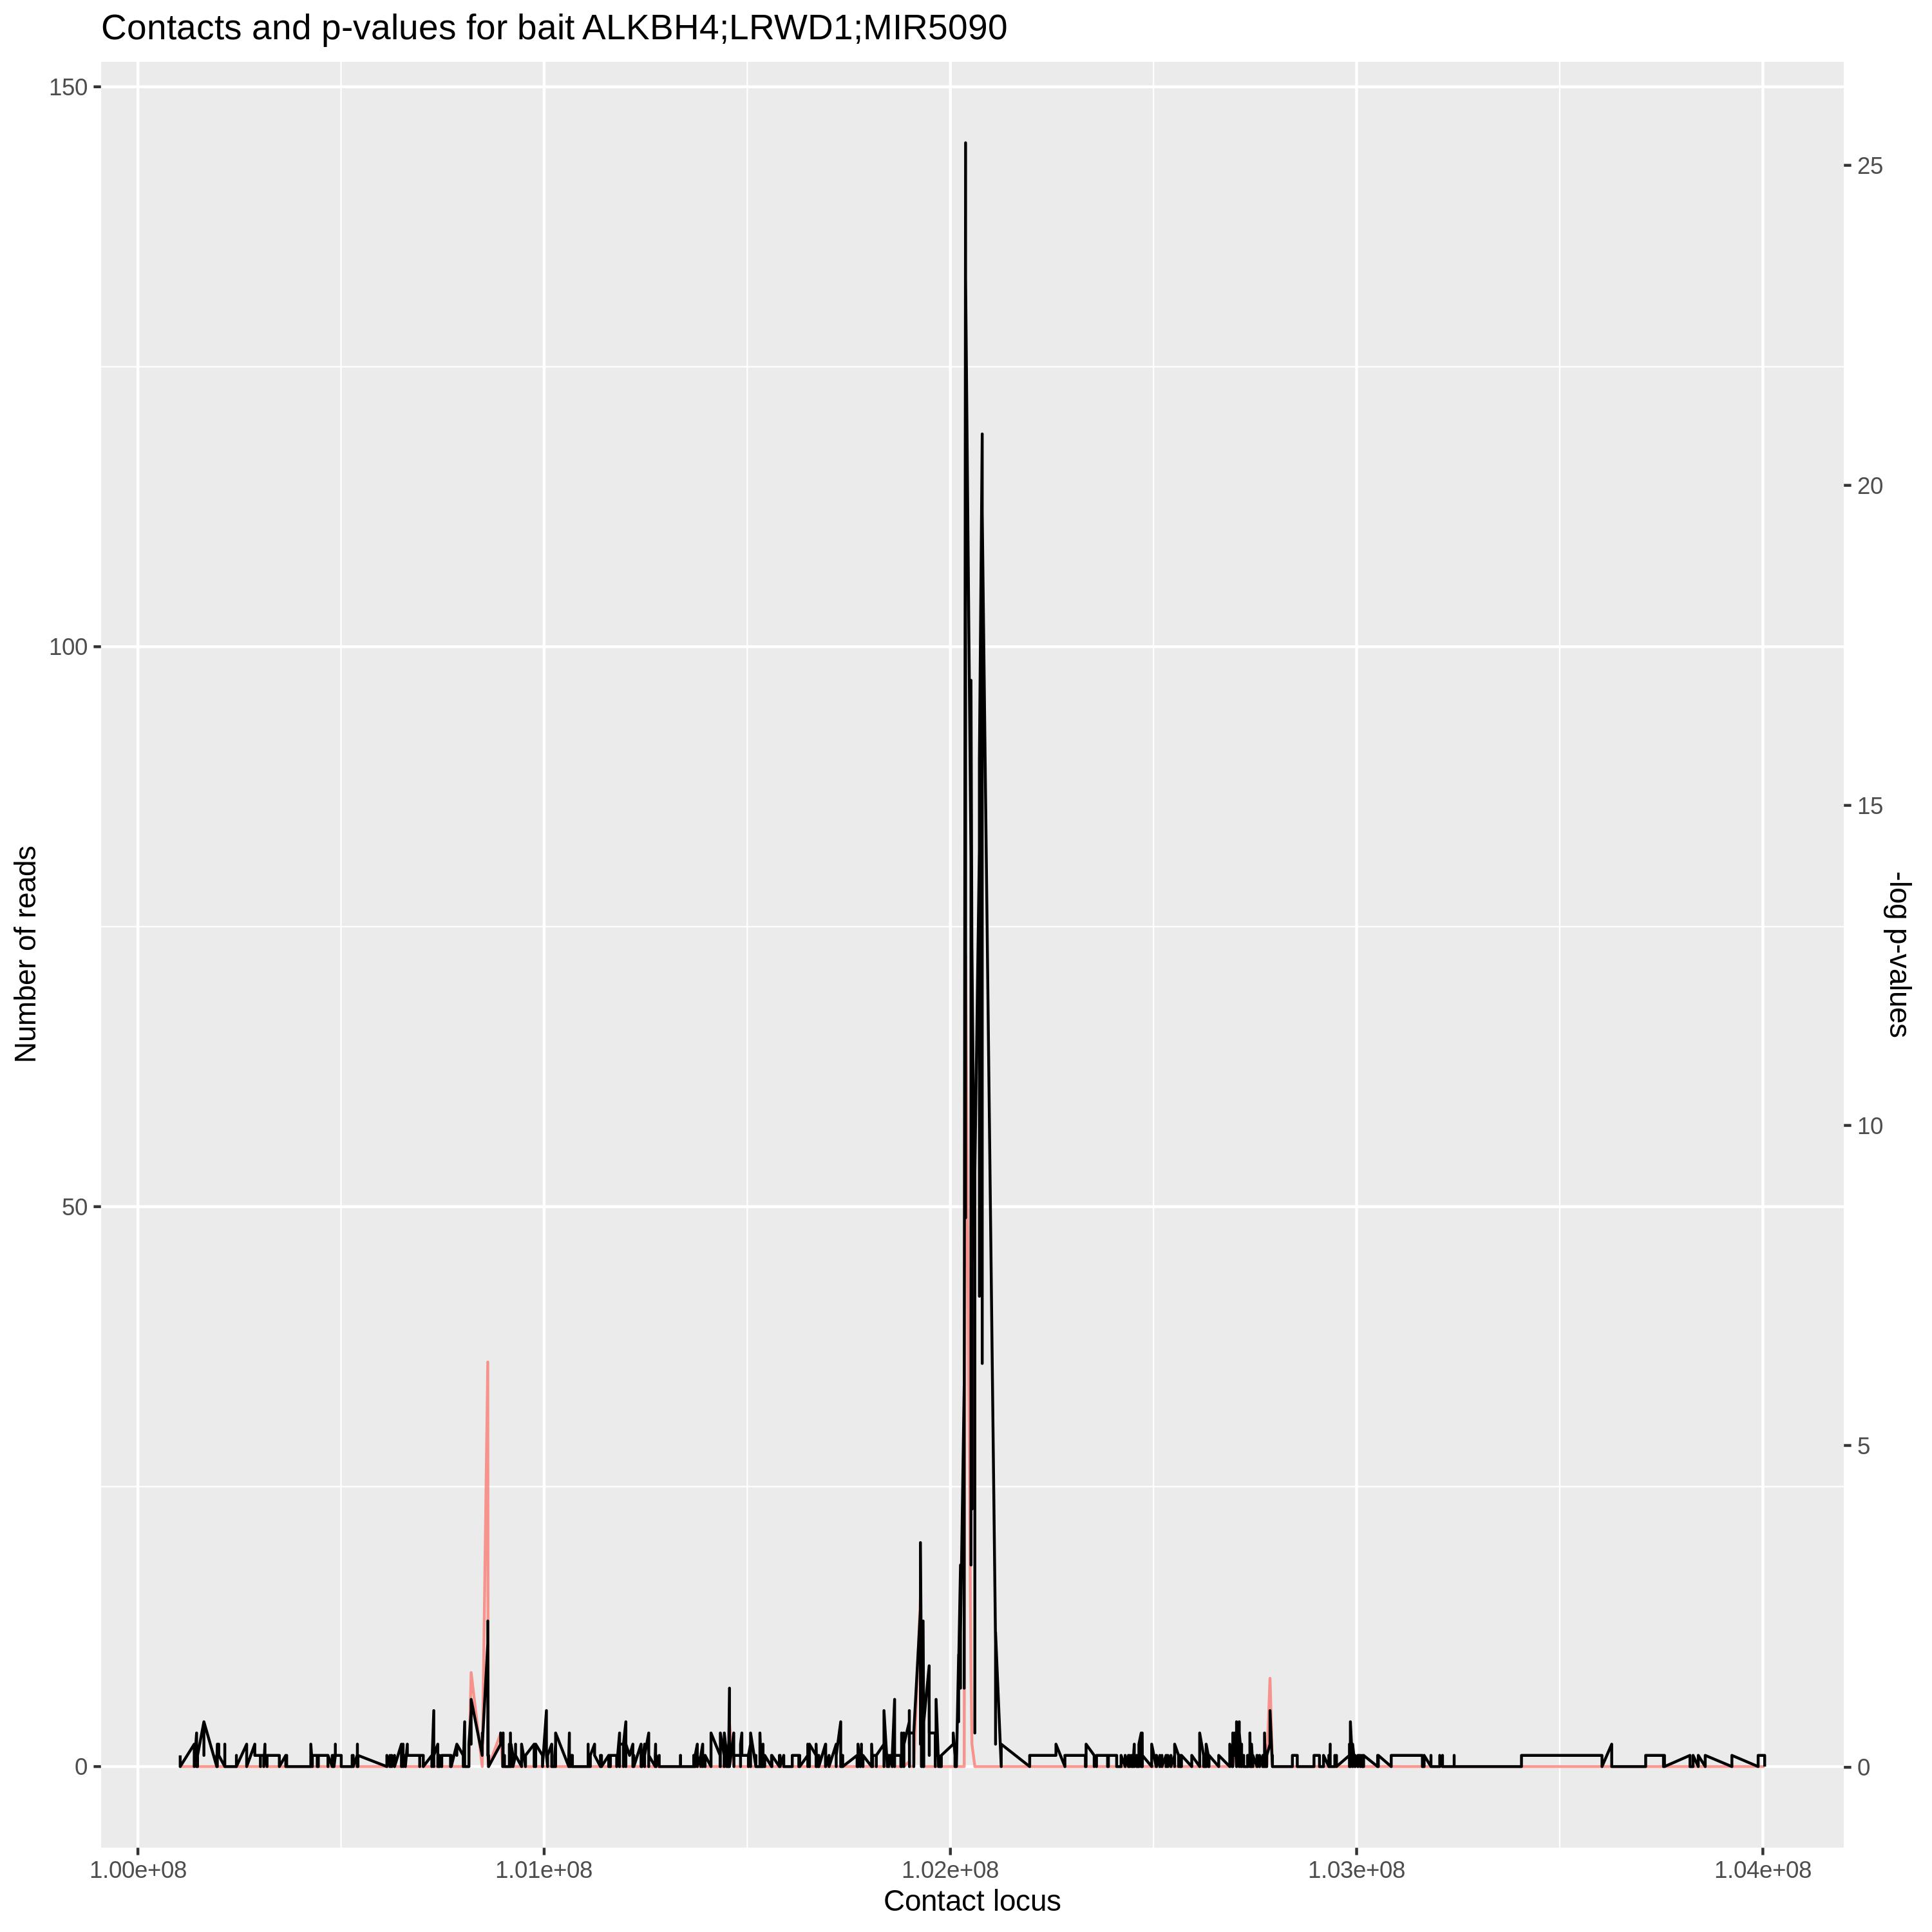 Contacts and p-values for bait ALKBH4;LRWD1;MIR5090
150
100
50
0
Number of reads
25
20
15
10
5
0
-log p-values
1.00e+08
1.01e+08
1.02e+08
1.03e+08
1.04e+08
Contact locus